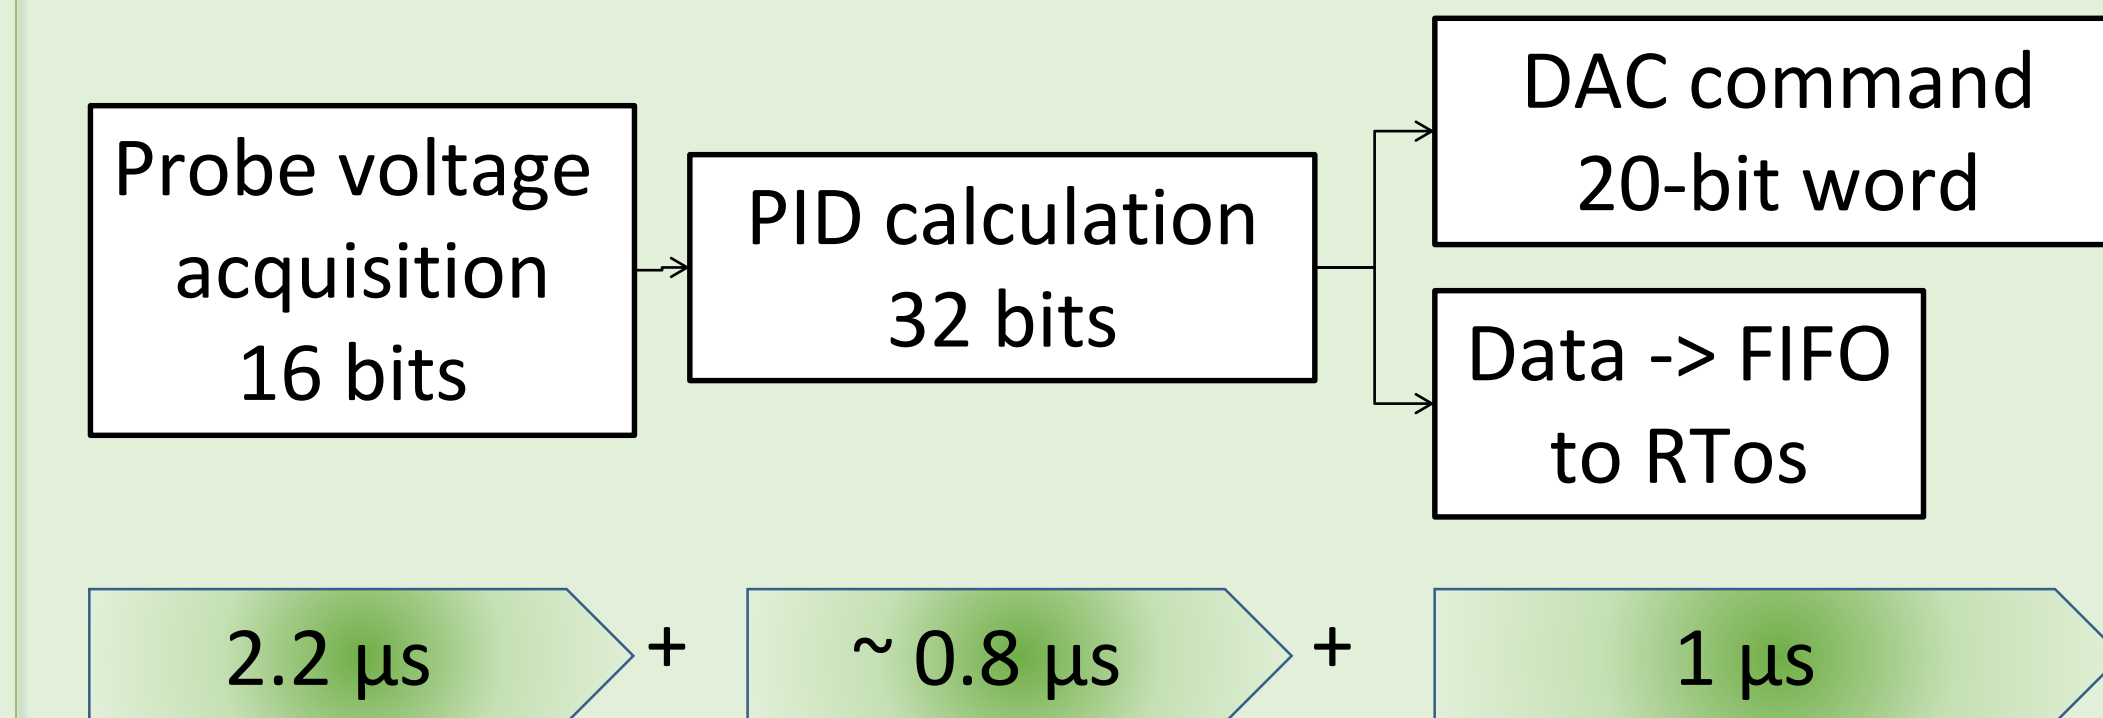 Probe voltage
acquisition
16 bits
PID calculation
32 bits
DAC command
20-bit word
Data -> FIFO
to RTos
2.2 µs
+
~ 0.8 µs
+
1 µs